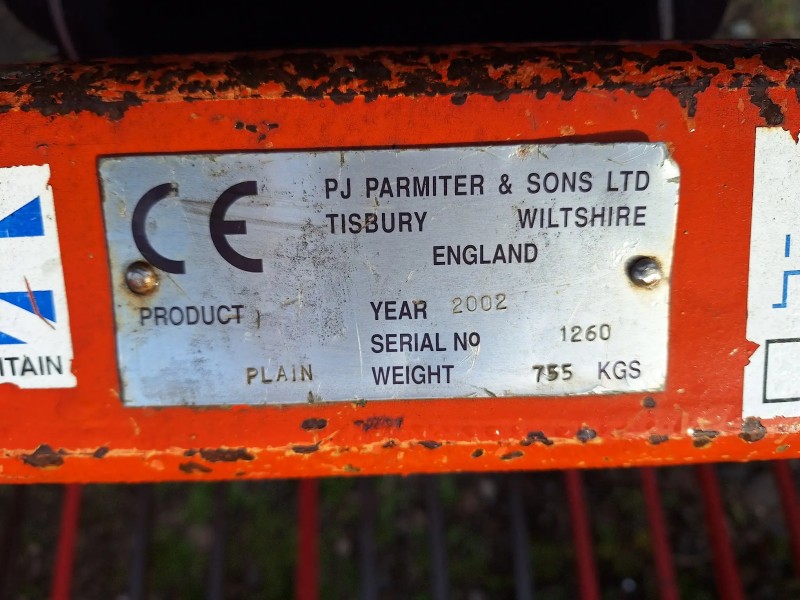 CE
PJ PARMITER & SONS LTD
TISBURY WILTSHIRE
ENGLAND
PRODUCT YEAR 2002
SERIAL No 1260
PLAIN WEIGHT 755 KGS
ITAIN